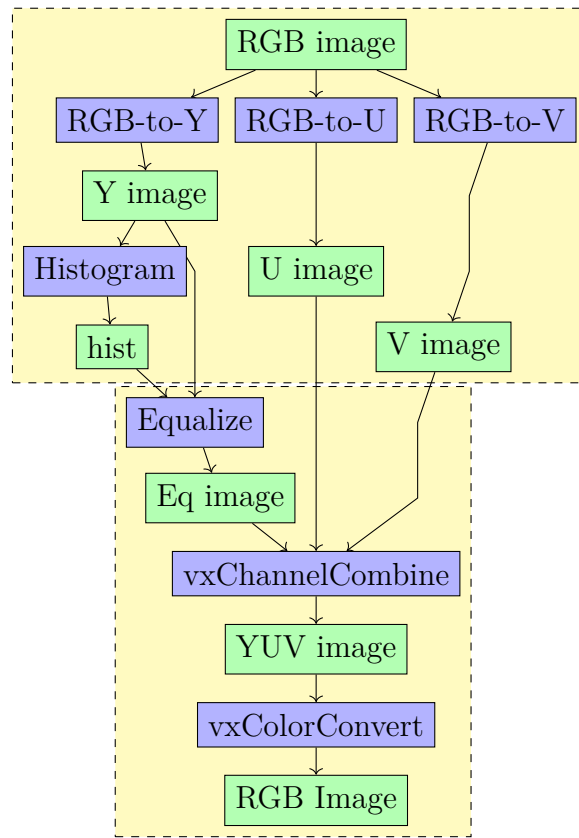 RGB image
RGB-to-Y
RGB-to-U
RGB-to-V
Y image
Histogram
U image
hist
V image
Equalize
Eq image
vxChannelCombine
YUV image
vxColorConvert
RGB Image